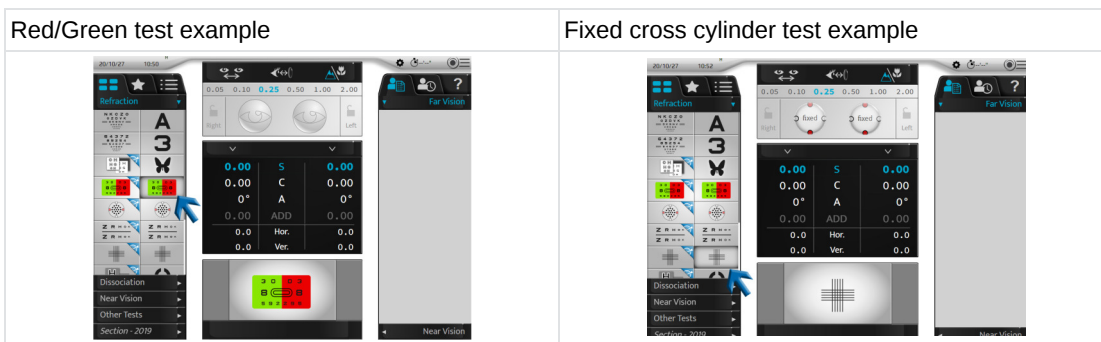 Red/Green test example
20/10/27 10:50
Refraction
A
3
Dissociation
Near Vision
Other Tests
Section - 2019
0.05 0.10 0.25 0.50 1.00 2.00
Right Left
0.00 S 0.00
0.00 C 0.00
0° A 0°
0.00 ADD 0.00
0.0 Hor. 0.0
0.0 Ver. 0.0
?
Far Vision
Near Vision
Fixed cross cylinder test example
20/10/27 10:52
Refraction
A
3
Dissociation
Near Vision
Other Tests
Section - 2019
0.05 0.10 0.25 0.50 1.00 2.00
Right fixed fixed Left
0.00 S 0.00
0.00 C 0.00
0° A 0°
0.00 ADD 0.00
0.0 Hor. 0.0
0.0 Ver. 0.0
?
Far Vision
Near Vision